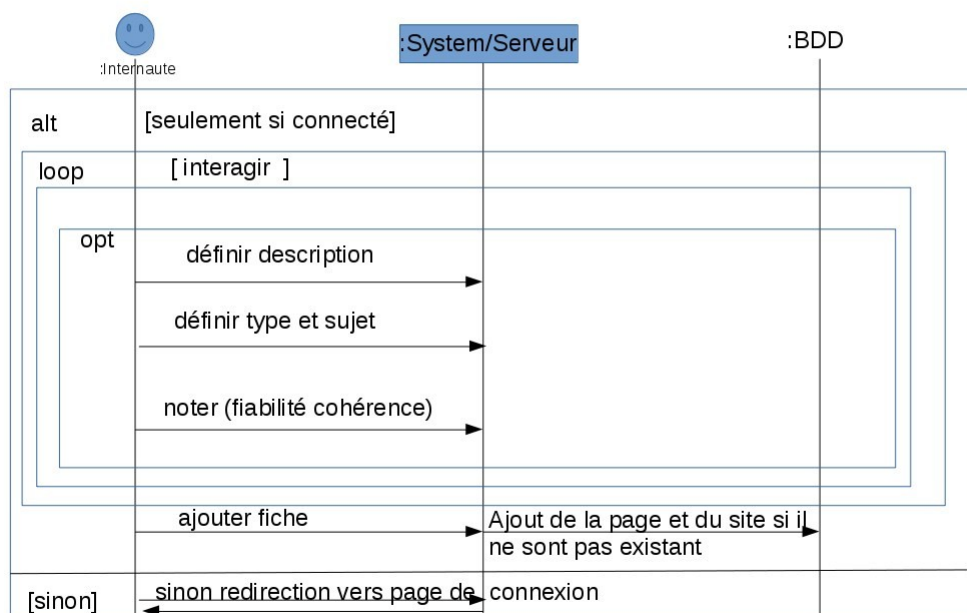 :System/Serveur
:BDD
:Internaute
alt
[seulement si connecté]
loop
[ interagir ]
opt
définir description
définir type et sujet
noter (fiabilité cohérence)
ajouter fiche
Ajout de la page et du site si il
ne sont pas existant
[sinon]
sinon redirection vers page de connexion